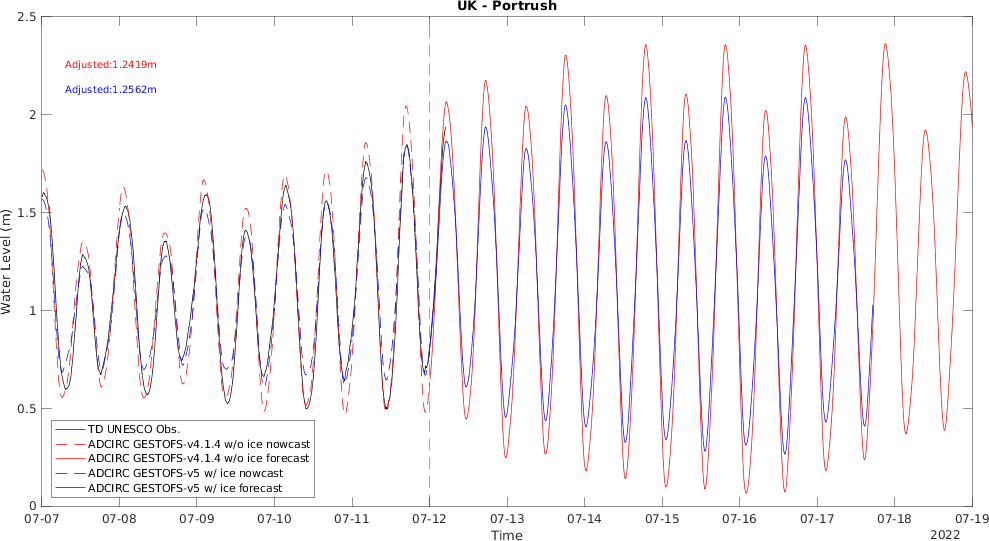 UK - Portrush
2.5
Adjusted:1.2419m
Adjusted:1.2562m
2
1.5
Water Level (m)
1
0.5
TD UNESCO Obs.
ADCIRC GESTOFS-v4.1.4 w/o ice nowcast
ADCIRC GESTOFS-v4.1.4 w/o ice forecast
ADCIRC GESTOFS-v5 w/ ice nowcast
ADCIRC GESTOFS-v5 w/ ice forecast
0
07-07 07-08 07-09 07-10 07-11 07-12 07-13 07-14 07-15 07-16 07-17 07-18 07-19
Time
2022